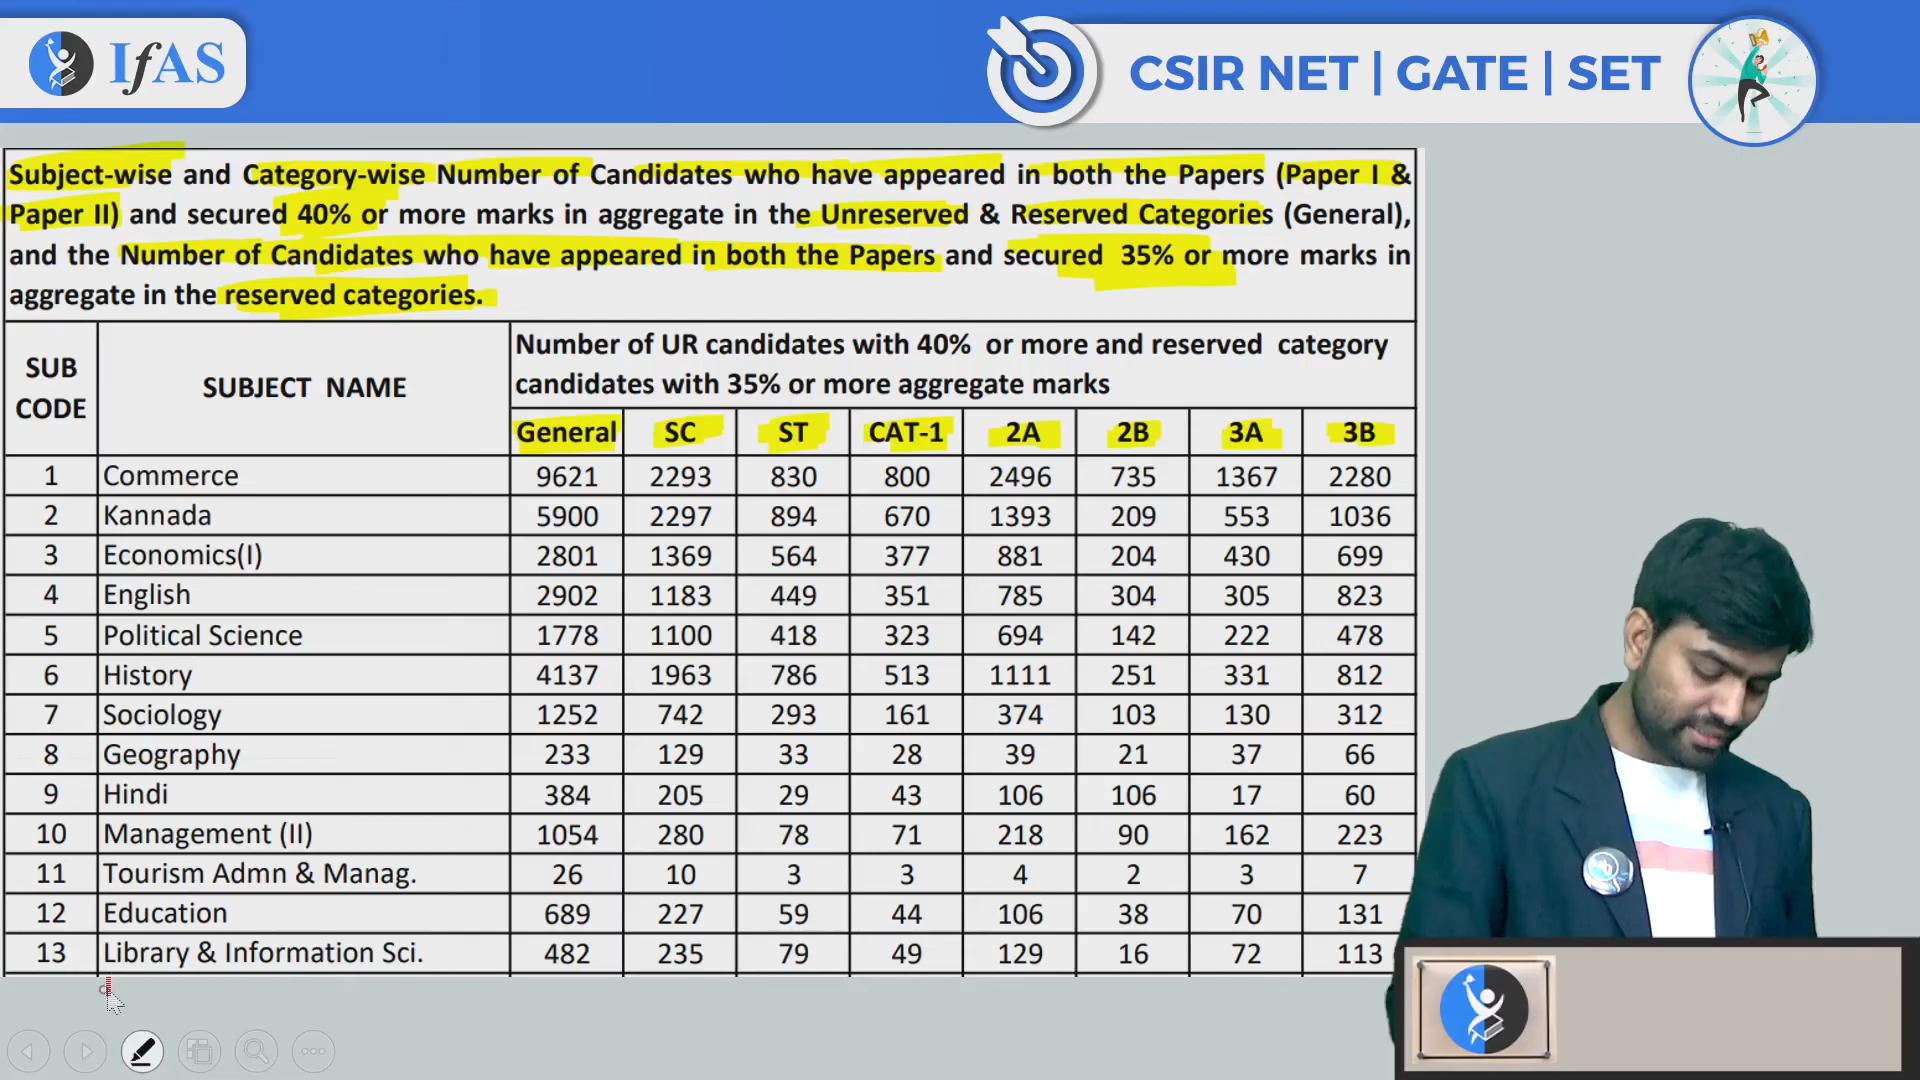 IfAS
CSIR NET | GATE | SET
Subject-wise and Category-wise Number of Candidates who have appeared in both the Papers (Paper I &
Paper II) and secured 40% or more marks in aggregate in the Unreserved & Reserved Categories (General),
and the Number of Candidates who have appeared in both the Papers and secured 35% or more marks in
aggregate in the reserved categories.
SUB CODE SUBJECT NAME Number of UR candidates with 40% or more and reserved category
candidates with 35% or more aggregate marks
General SC ST CAT-1 2A 2B 3A 3B
1 Commerce 9621 2293 830 800 2496 735 1367 2280
2 Kannada 5900 2297 894 670 1393 209 553 1036
3 Economics(I) 2801 1369 564 377 881 204 430 699
4 English 2902 1183 449 351 785 304 305 823
5 Political Science 1778 1100 418 323 694 142 222 478
6 History 4137 1963 786 513 1111 251 331 812
7 Sociology 1252 742 293 161 374 103 130 312
8 Geography 233 129 33 28 39 21 37 66
9 Hindi 384 205 29 43 106 106 17 60
10 Management (II) 1054 280 78 71 218 90 162 223
11 Tourism Admn & Manag. 26 10 3 3 4 2 3 7
12 Education 689 227 59 44 106 38 70 131
13 Library & Information Sci. 482 235 79 49 129 16 72 113